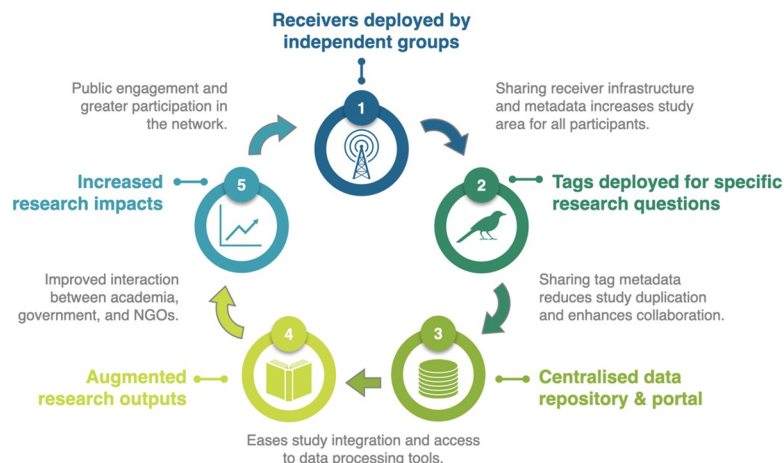 Receivers deployed by
independent groups
1
Public engagement and
greater participation in
the network.
Sharing receiver infrastructure
and metadata increases study
area for all participants.
2
Tags deployed for specific
research questions
Sharing tag metadata
reduces study duplication
and enhances collaboration.
3
Centralised data
repository & portal
Eases study integration and access
to data processing tools.
4
Augmented
research outputs
Improved interaction
between academia,
government, and NGOs.
5
Increased
research impacts